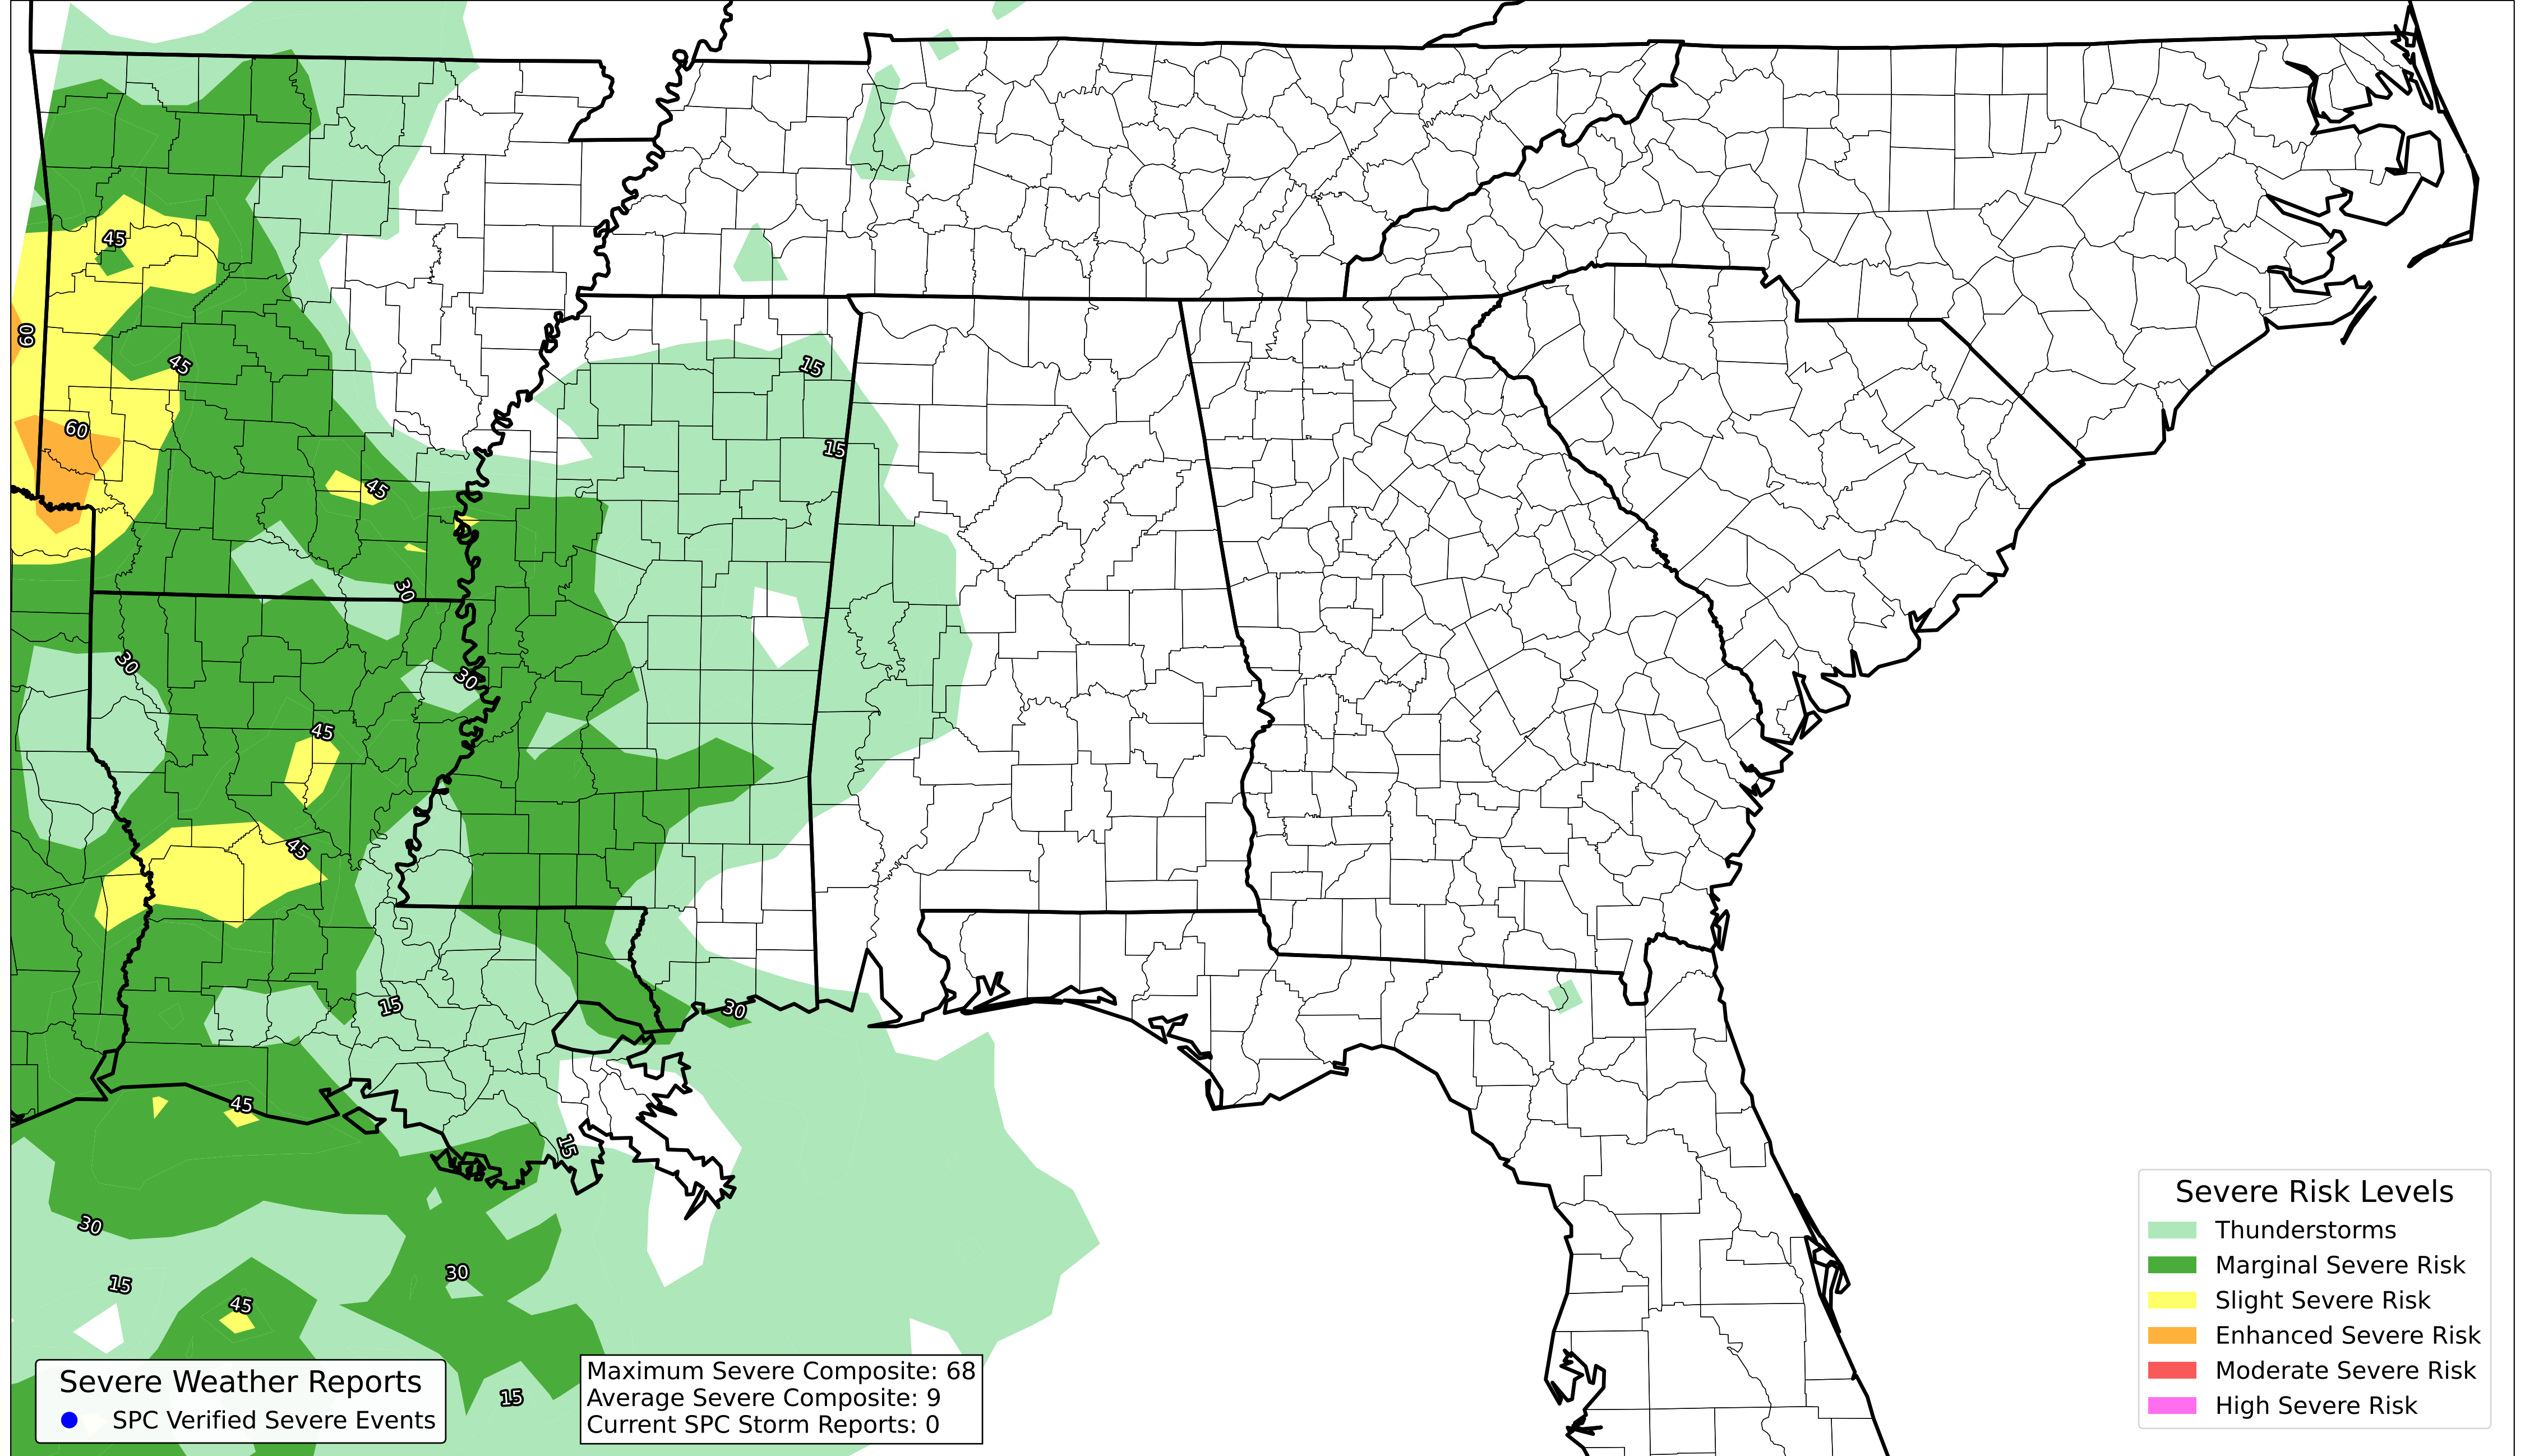 45
60
45
60
15
15
45
30
30
30
45
45
15
30
45
15
30
30
15
45
15
Severe Weather Reports
SPC Verified Severe Events
Maximum Severe Composite: 68
Average Severe Composite: 9
Current SPC Storm Reports: 0
Severe Risk Levels
Thunderstorms
Marginal Severe Risk
Slight Severe Risk
Enhanced Severe Risk
Moderate Severe Risk
High Severe Risk